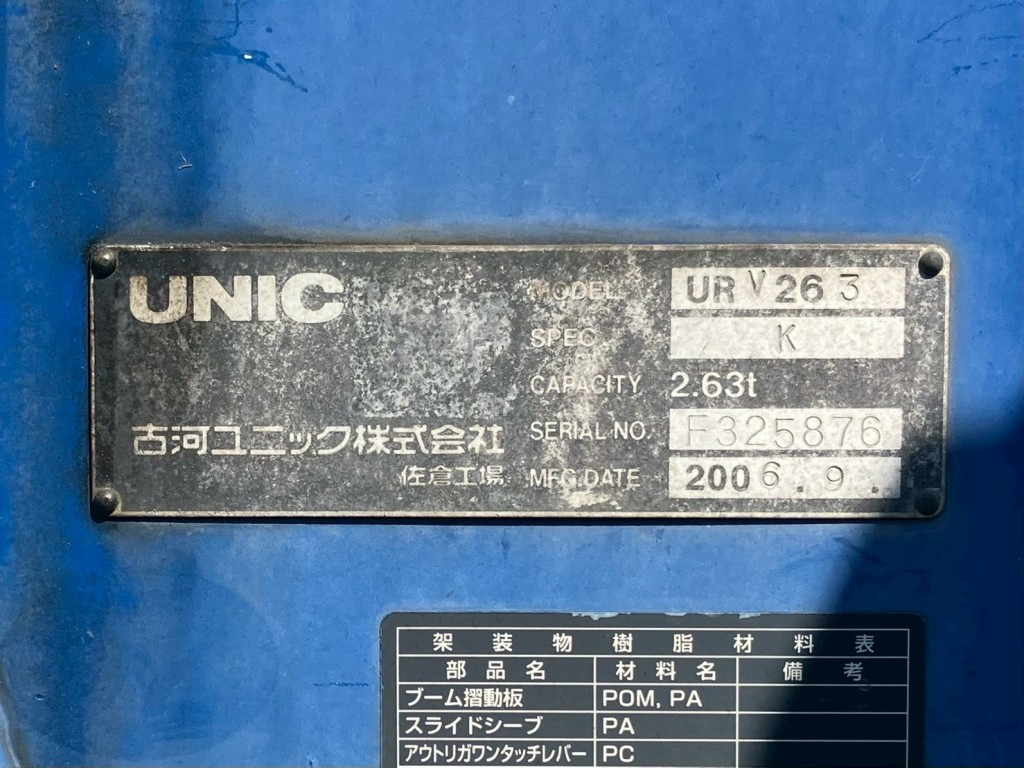 UNIC
MODEL URV263
SPEC. K
CAPACITY 2.63t
古河ユニック株式会社
SERIAL NO. F325876
佐倉工場
MFG.DATE 2006.9.
架装物樹脂材料表
部品名 材料名 備考
ブーム摺動板 POM, PA
スライドシーブ PA
アウトリガワンタッチレバー PC